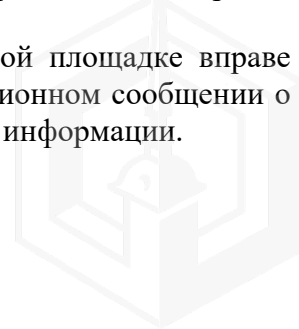 ой площадке вправе
ионном сообщении о
информации.